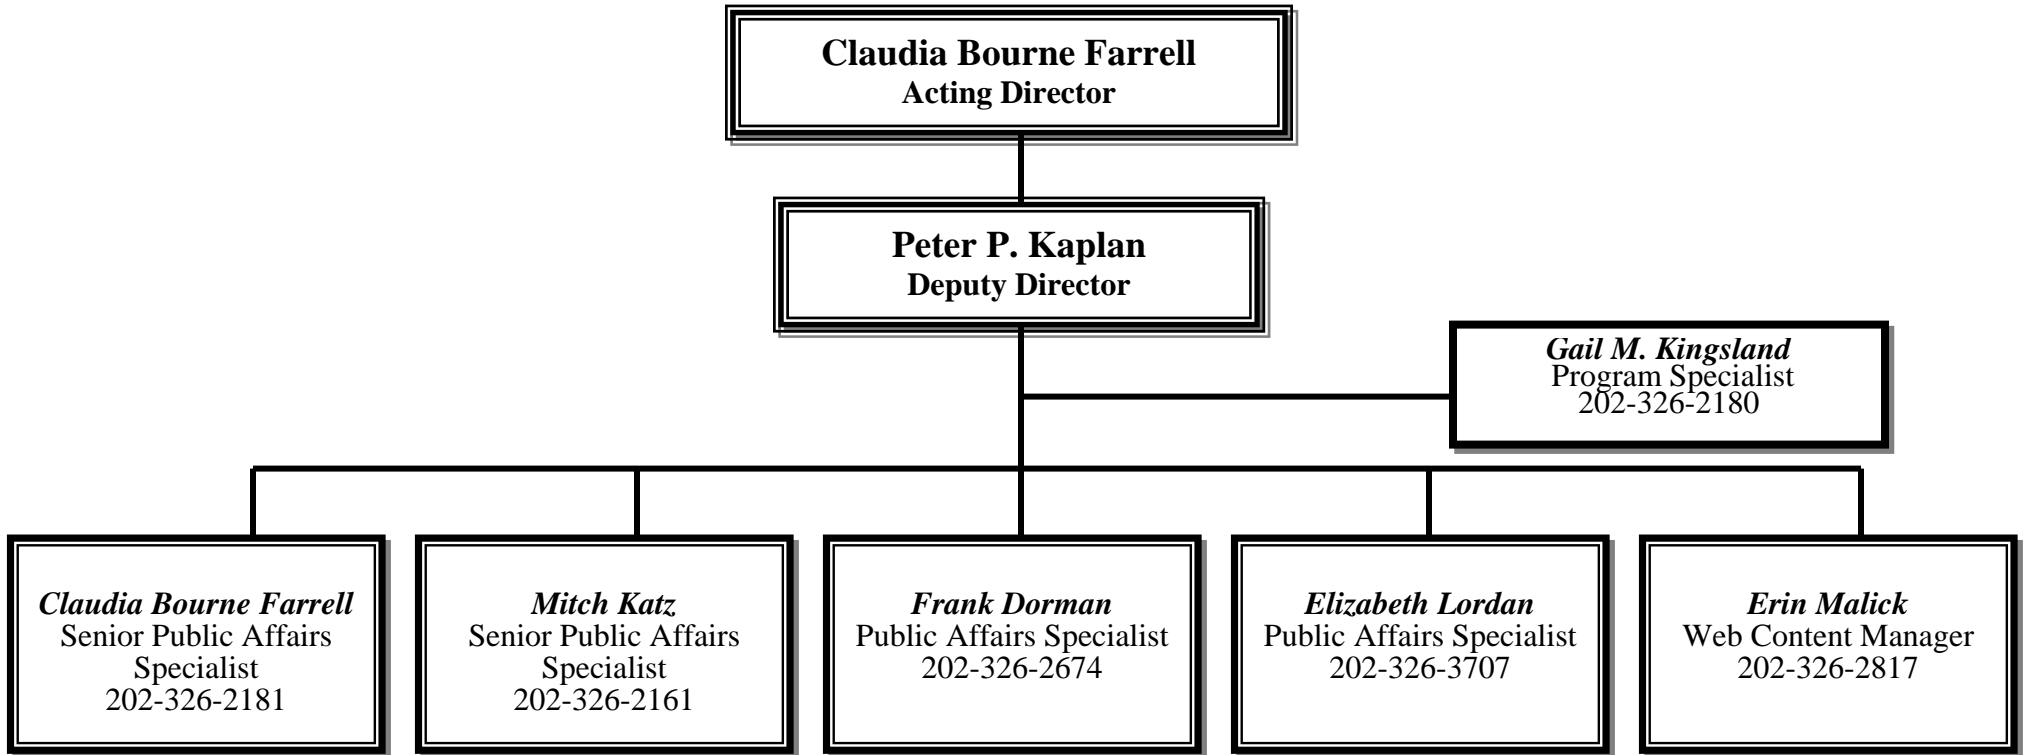 Claudia Bourne Farrell
Acting Director
Peter P. Kaplan
Deputy Director
Gail M. Kingsland
Program Specialist
202-326-2180
Claudia Bourne Farrell
Senior Public Affairs
Specialist
202-326-2181
Mitch Katz
Senior Public Affairs
Specialist
202-326-2161
Frank Dorman
Public Affairs Specialist
202-326-2674
Elizabeth Lordan
Public Affairs Specialist
202-326-3707
Erin Malick
Web Content Manager
202-326-2817